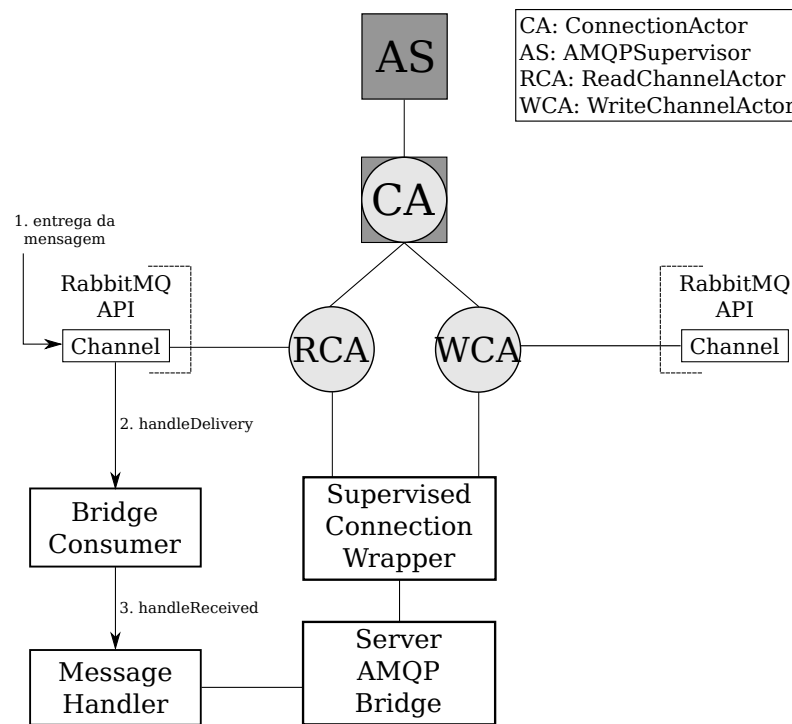 AS
CA: ConnectionActor
AS: AMQPSupervisor
RCA: ReadChannelActor
WCA: WriteChannelActor
CA
1. entrega da
mensagem
RabbitMQ
API
Channel
RCA
WCA
RabbitMQ
API
Channel
2. handleDelivery
Bridge
Consumer
Supervised
Connection
Wrapper
3. handleReceived
Message
Handler
Server
AMQP
Bridge